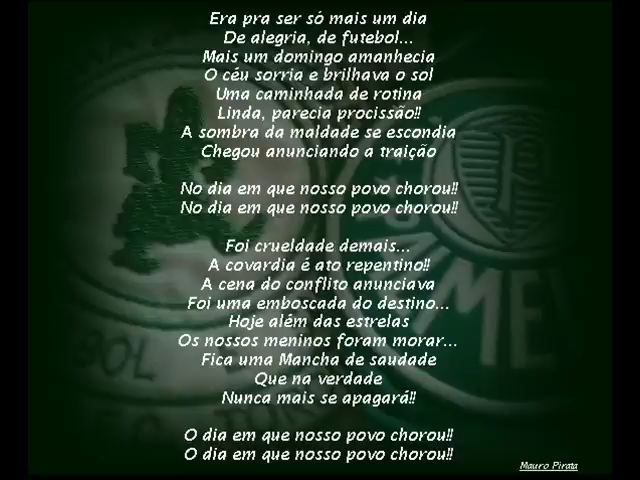 Era pra ser só mais um dia
De alegria, de futebol...
Mais um domingo amanhecia
O céu sorria e brilhava o sol
Uma caminhada de rotina
Linda, parecia procissão!!
A sombra da maldade se escondia
Chegou anunciando a traição
No dia em que nosso povo chorou!!
No dia em que nosso povo chorou!!
Foi crueldade demais...
A covardia é ato repentino!!
A cena do conflito anunciava
Foi uma emboscada do destino...
Hoje além das estrelas
Os nossos meninos foram morar...
Fica uma Mancha de saudade
Que na verdade
Nunca mais se apagará!!
O dia em que nosso povo chorou!!
O dia em que nosso povo chorou!!
Mauro Pirata
P
MEI
BOL